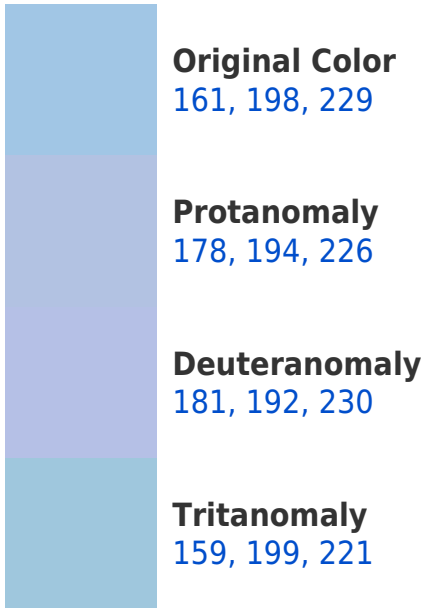 Original Color
161, 198, 229
Protanomaly
178, 194, 226
Deuteranomaly
181, 192, 230
Tritanomaly
159, 199, 221